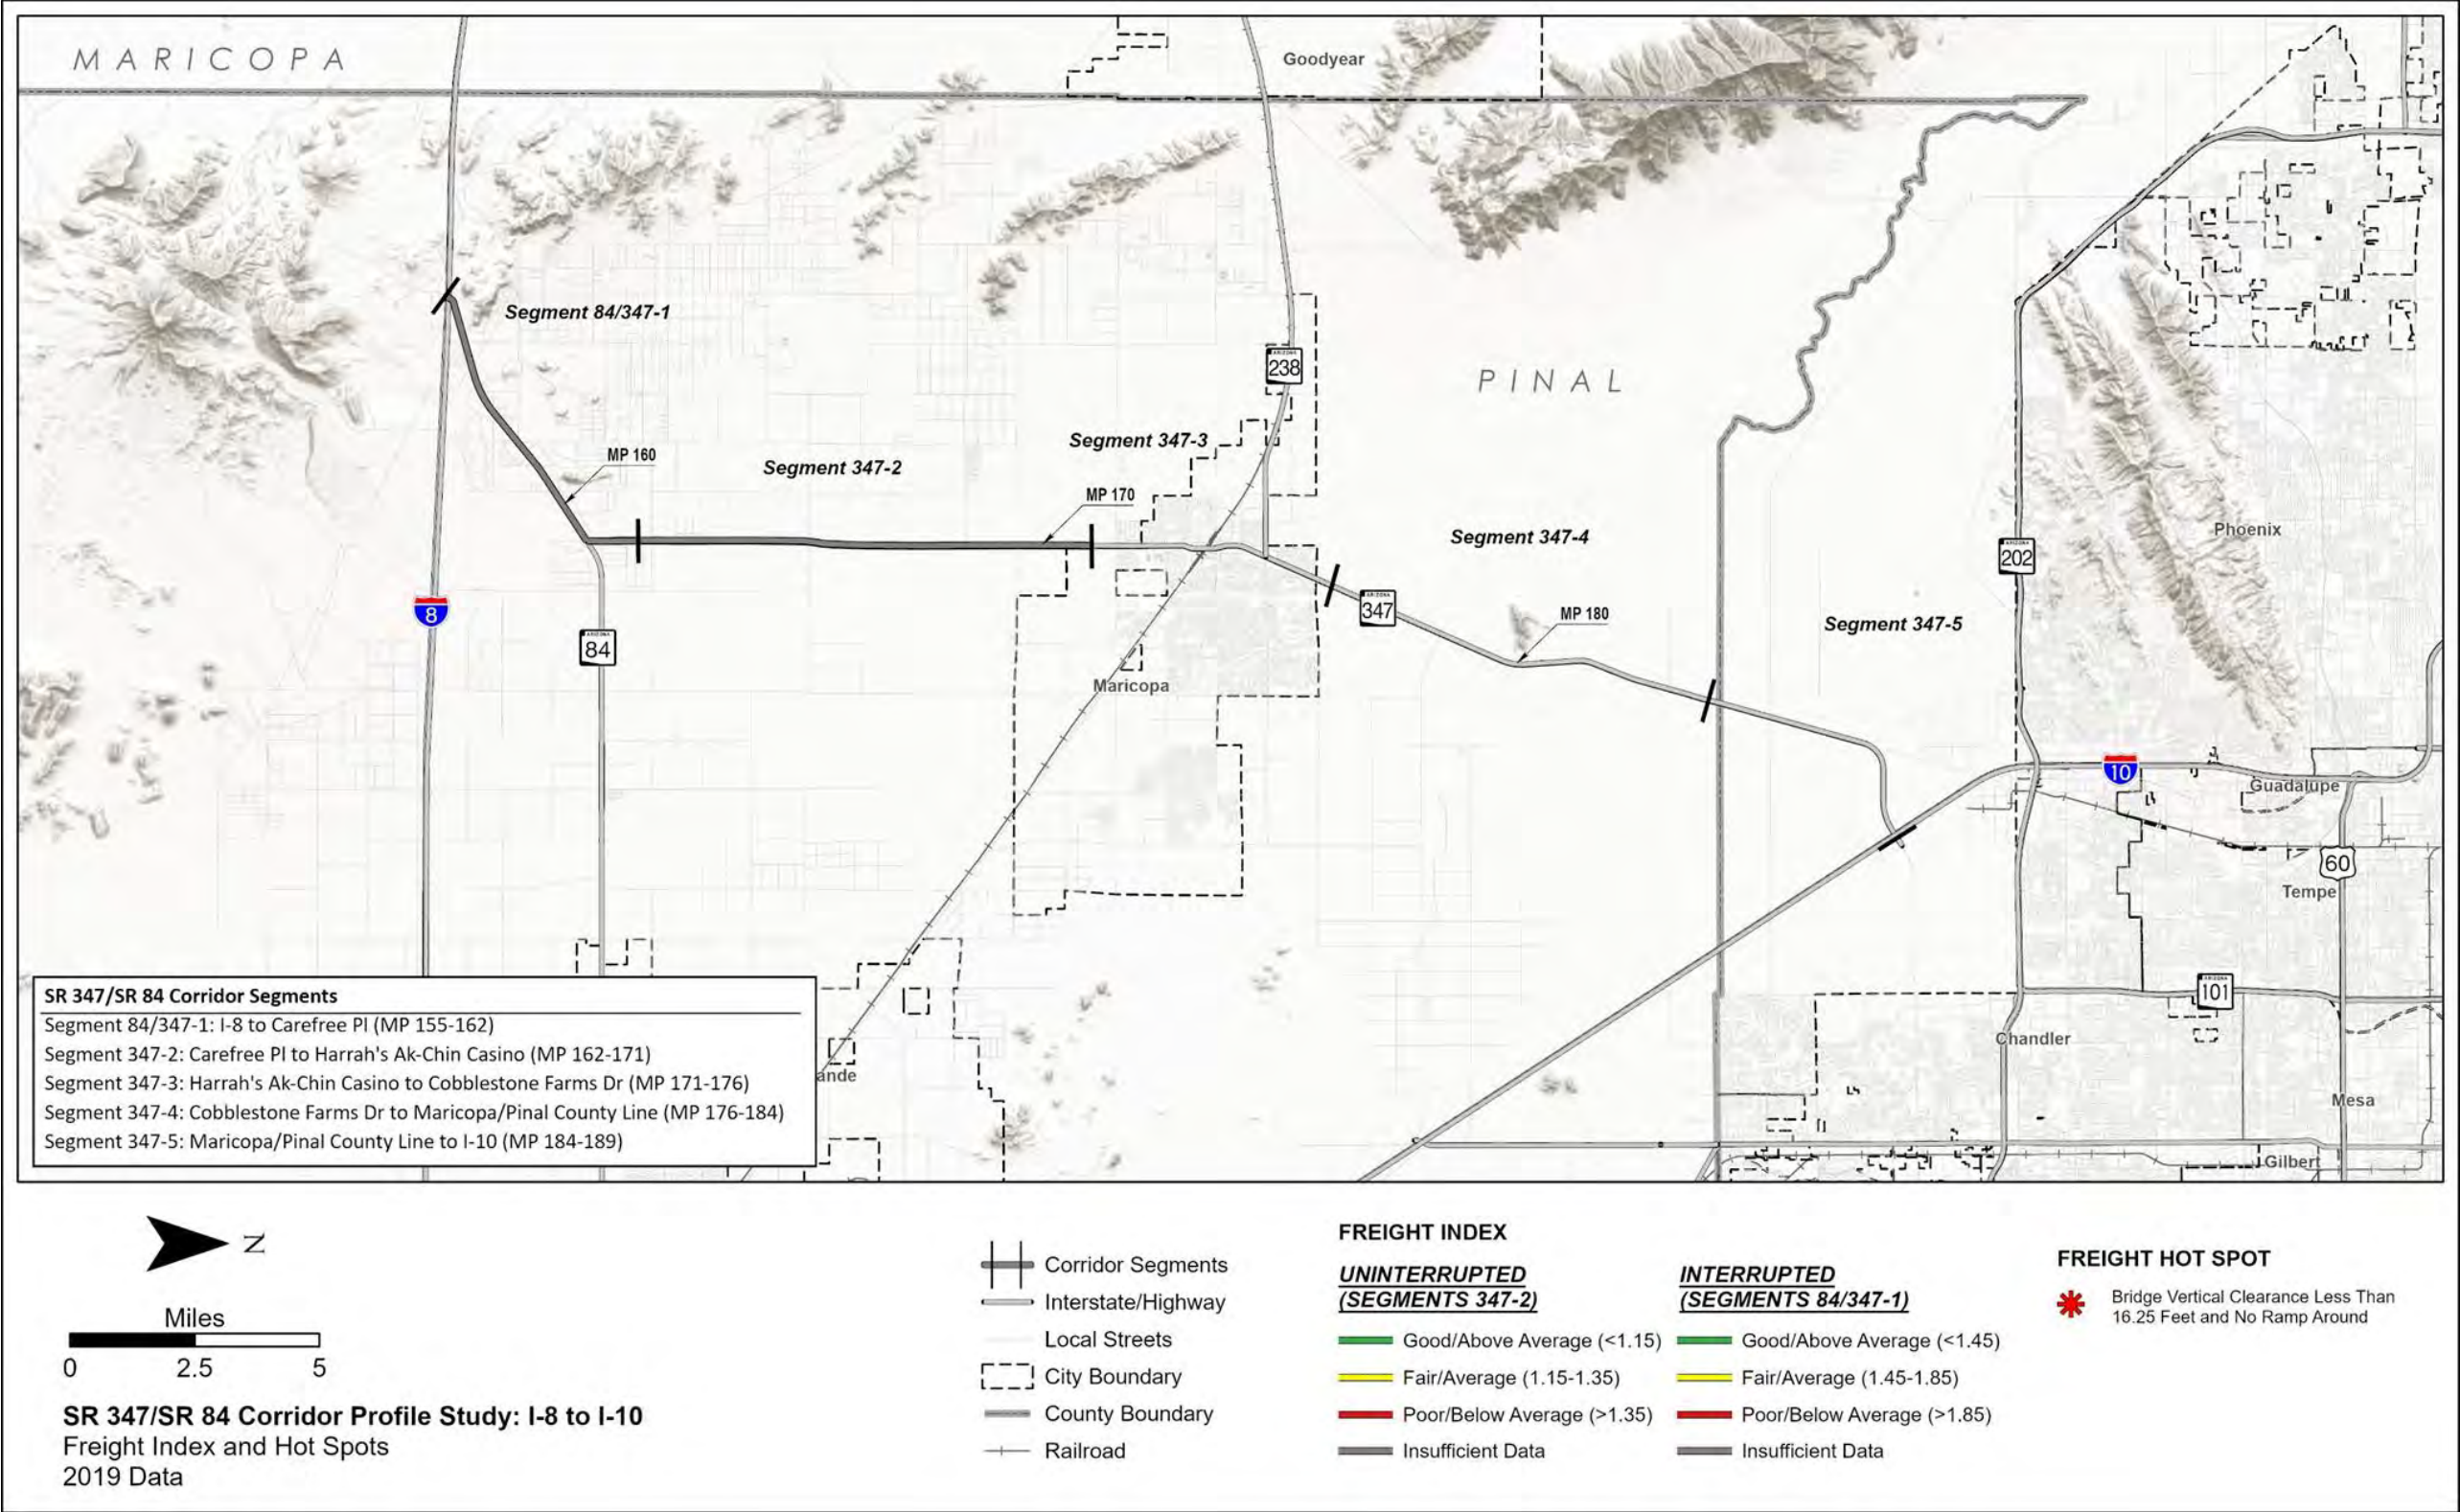 MARICOPA
Goodyear
Segment 84/347-1
ARIZONA
238
PINAL
Segment 347-3
MP 160
Segment 347-2
MP 170
Segment 347-4
Phoenix
ARIZONA
202
8
ARIZONA
347
MP 180
Segment 347-5
ARIZONA
84
Maricopa
10
Guadalupe
60
Tempe
ARIZONA
101
Chandler
ande
Mesa
Gilbert
SR 347/SR 84 Corridor Segments
Segment 84/347-1: I-8 to Carefree Pl (MP 155-162)
Segment 347-2: Carefree Pl to Harrah's Ak-Chin Casino (MP 162-171)
Segment 347-3: Harrah's Ak-Chin Casino to Cobblestone Farms Dr (MP 171-176)
Segment 347-4: Cobblestone Farms Dr to Maricopa/Pinal County Line (MP 176-184)
Segment 347-5: Maricopa/Pinal County Line to I-10 (MP 184-189)
N
Miles
0 2.5 5
SR 347/SR 84 Corridor Profile Study: I-8 to I-10
Freight Index and Hot Spots
2019 Data
Corridor Segments
Interstate/Highway
Local Streets
City Boundary
County Boundary
Railroad
FREIGHT INDEX
UNINTERRUPTED
(SEGMENTS 347-2)
Good/Above Average (<1.15)
Fair/Average (1.15-1.35)
Poor/Below Average (>1.35)
Insufficient Data
INTERRUPTED
(SEGMENTS 84/347-1)
Good/Above Average (<1.45)
Fair/Average (1.45-1.85)
Poor/Below Average (>1.85)
Insufficient Data
FREIGHT HOT SPOT
Bridge Vertical Clearance Less Than
16.25 Feet and No Ramp Around